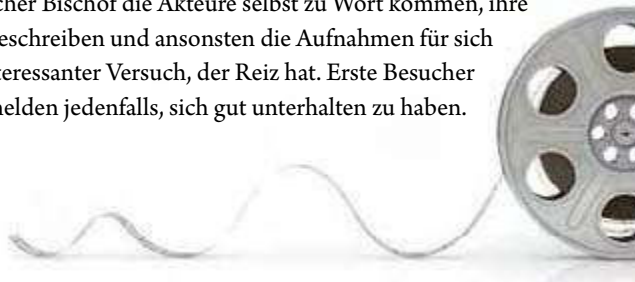 cher Bischof die Akteure selbst zu Wort kommen, ihre
eschreiben und ansonsten die Aufnahmen für sich
teressanter Versuch, der Reiz hat. Erste Besucher
elden jedenfalls, sich gut unterhalten zu haben.